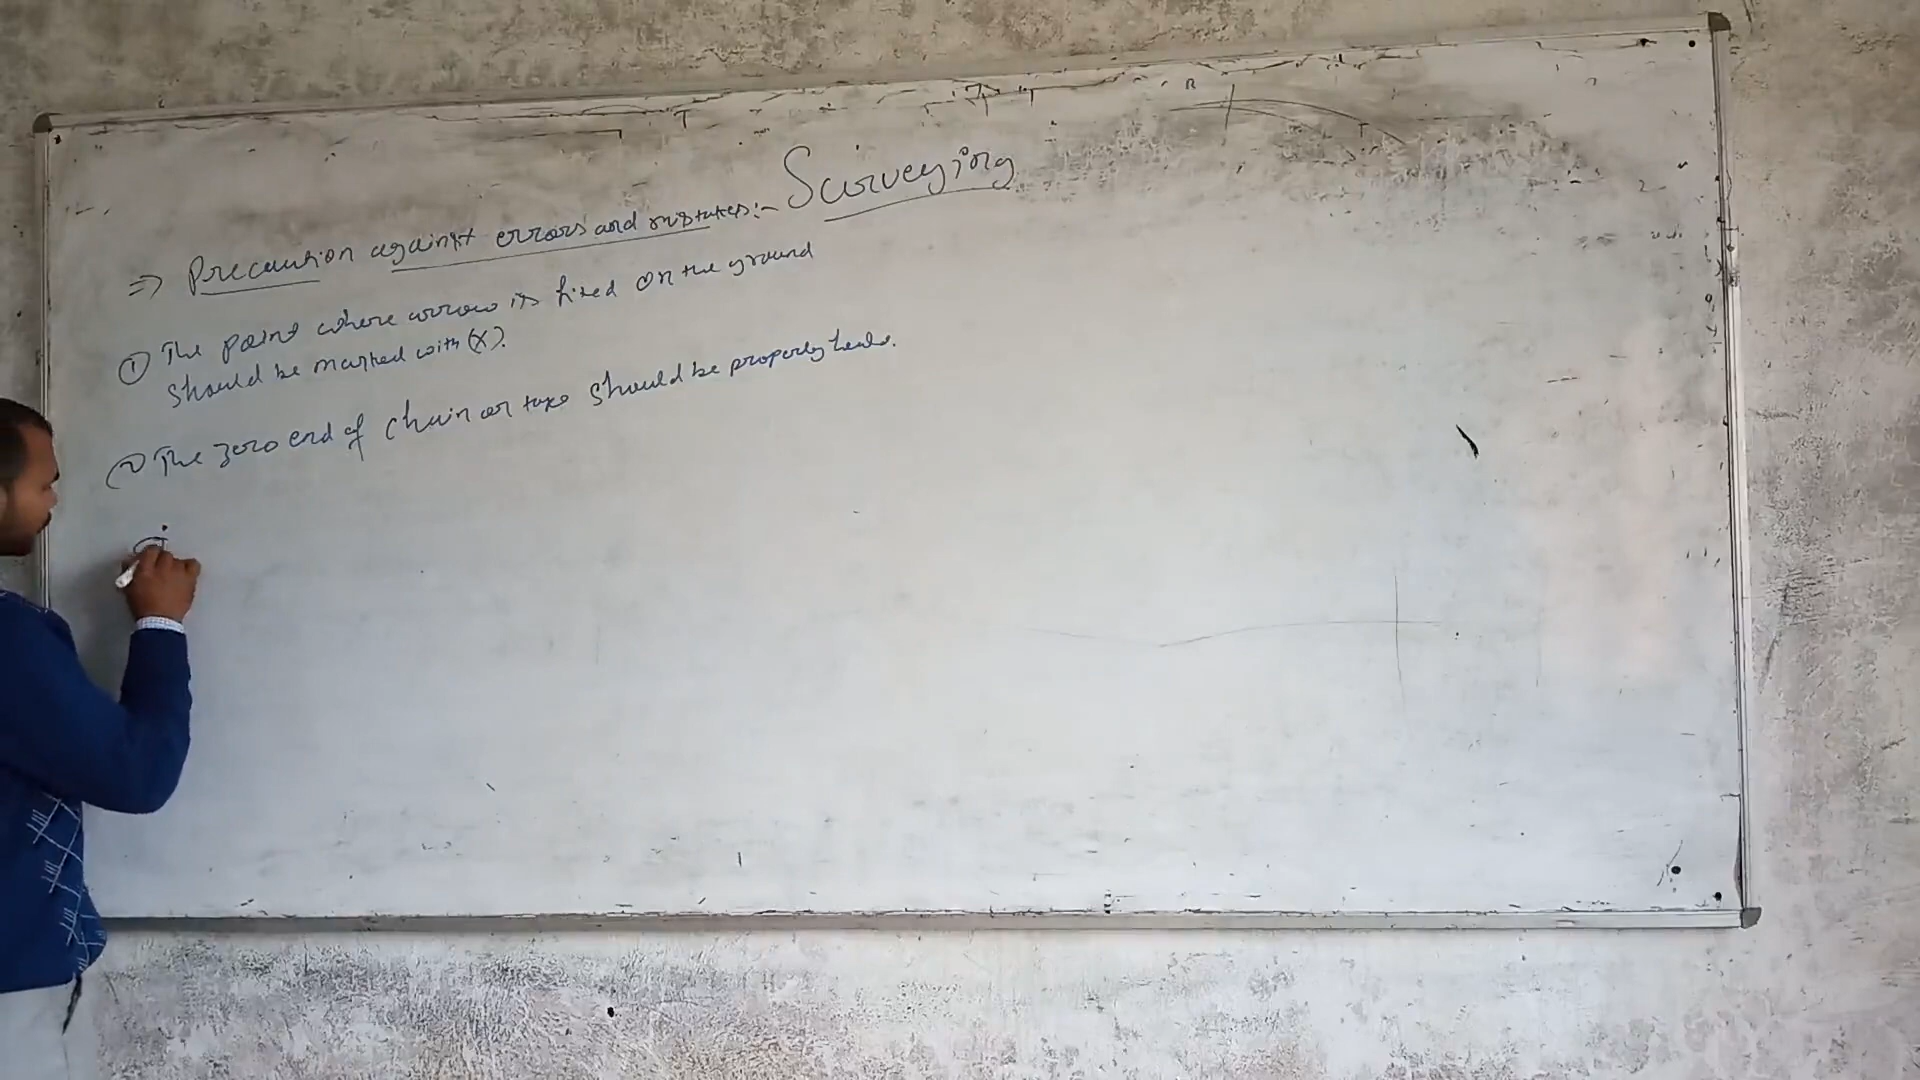 Surveying
⇒ Precaution against errors and mistakes:-
① The point where arrow is fixed on the ground
should be marked with (X).
② The zero end of chain or tape should be properly held.